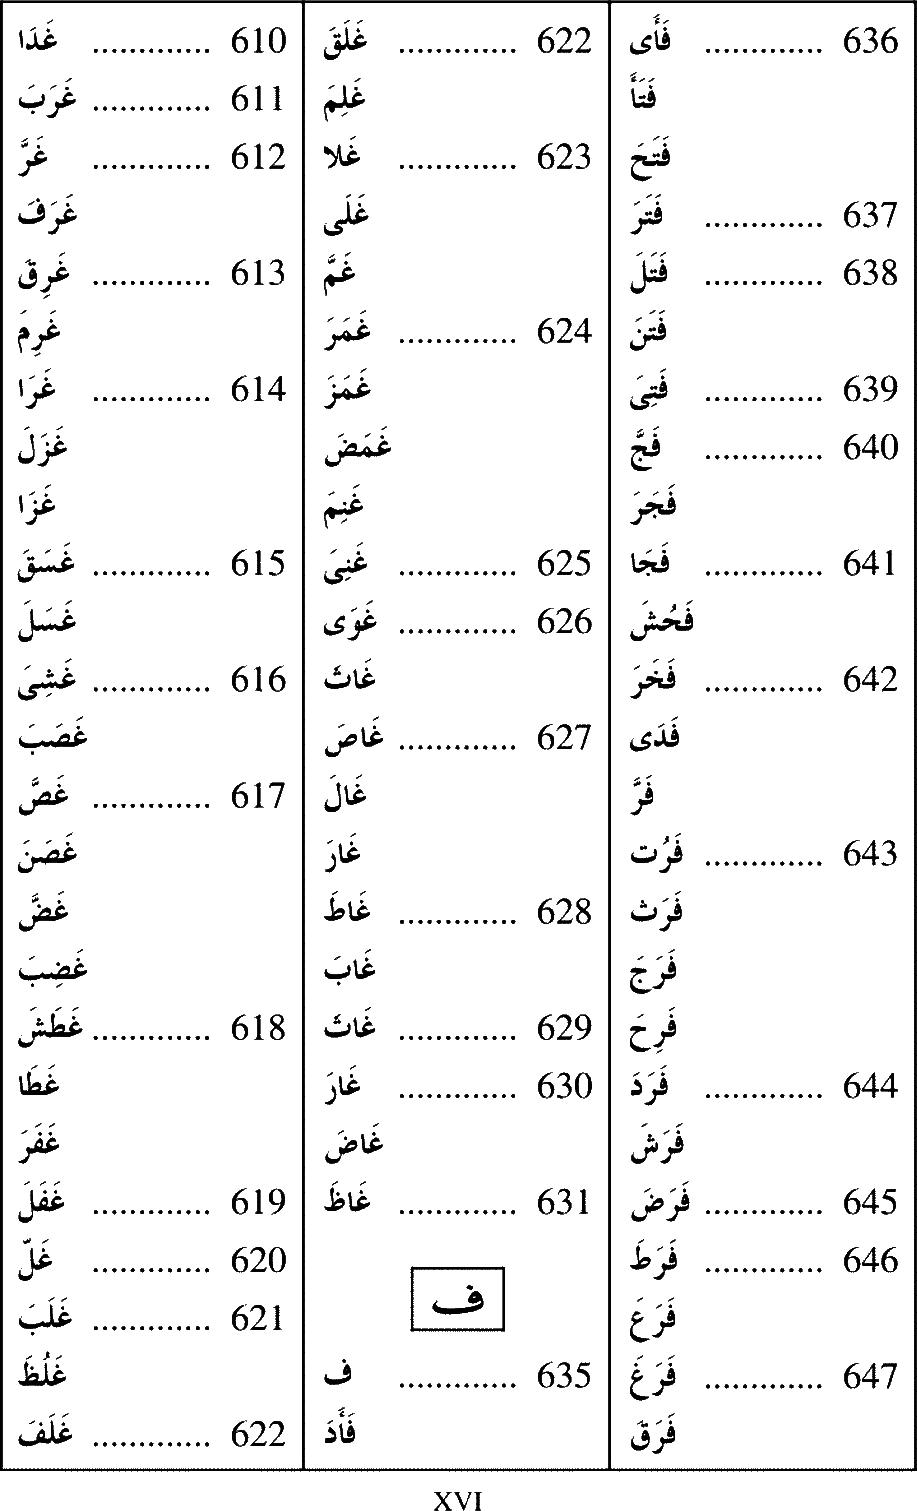 غَدَا ............. 610
غَرَبَ ............. 611
غَرَّ ............. 612
غَرَفَ
غَرِقَ ............. 613
غَرِمَ
غَرَا ............. 614
غَزَلَ
غَزَا
غَسَقَ ............. 615
غَسَلَ
غَشِىَ ............. 616
غَصَبَ
غَصَّ ............. 617
غَصَنَ
غَضَّ
غَضِبَ
غَطَشَ ............. 618
غَطَا
غَفَرَ
غَفَلَ ............. 619
غَلّ ............. 620
غَلَبَ ............. 621
غَلُظَ
غَلَفَ ............. 622
غَلَقَ ............. 622
غَلِمَ
غَلا ............. 623
غَلَى
غَمَّ
غَمَرَ ............. 624
غَمَزَ
غَمَضَ
غَنِمَ
غَنِىَ ............. 625
غَوَى ............. 626
غَاثَ
غَاصَ ............. 627
غَالَ
غَارَ
غَاطَ ............. 628
غَابَ
غَاثَ ............. 629
غَارَ ............. 630
غَاضَ
غَاظَ ............. 631
ف
ف ............. 635
فَأَدَ
فَأَى ............. 636
فَتَأَ
فَتَحَ
فَتَرَ ............. 637
فَتَلَ ............. 638
فَتَنَ
فَتِىَ ............. 639
فَجَّ ............. 640
فَجَرَ
فَجَا ............. 641
فَحُشَ
فَخَرَ ............. 642
فَدَى
فَرَّ
فَرُت ............. 643
فَرَث
فَرَجَ
فَرِحَ
فَرَدَ ............. 644
فَرَشَ
فَرَضَ ............. 645
فَرَطَ ............. 646
فَرَعَ
فَرَغَ ............. 647
فَرَقَ
XVI